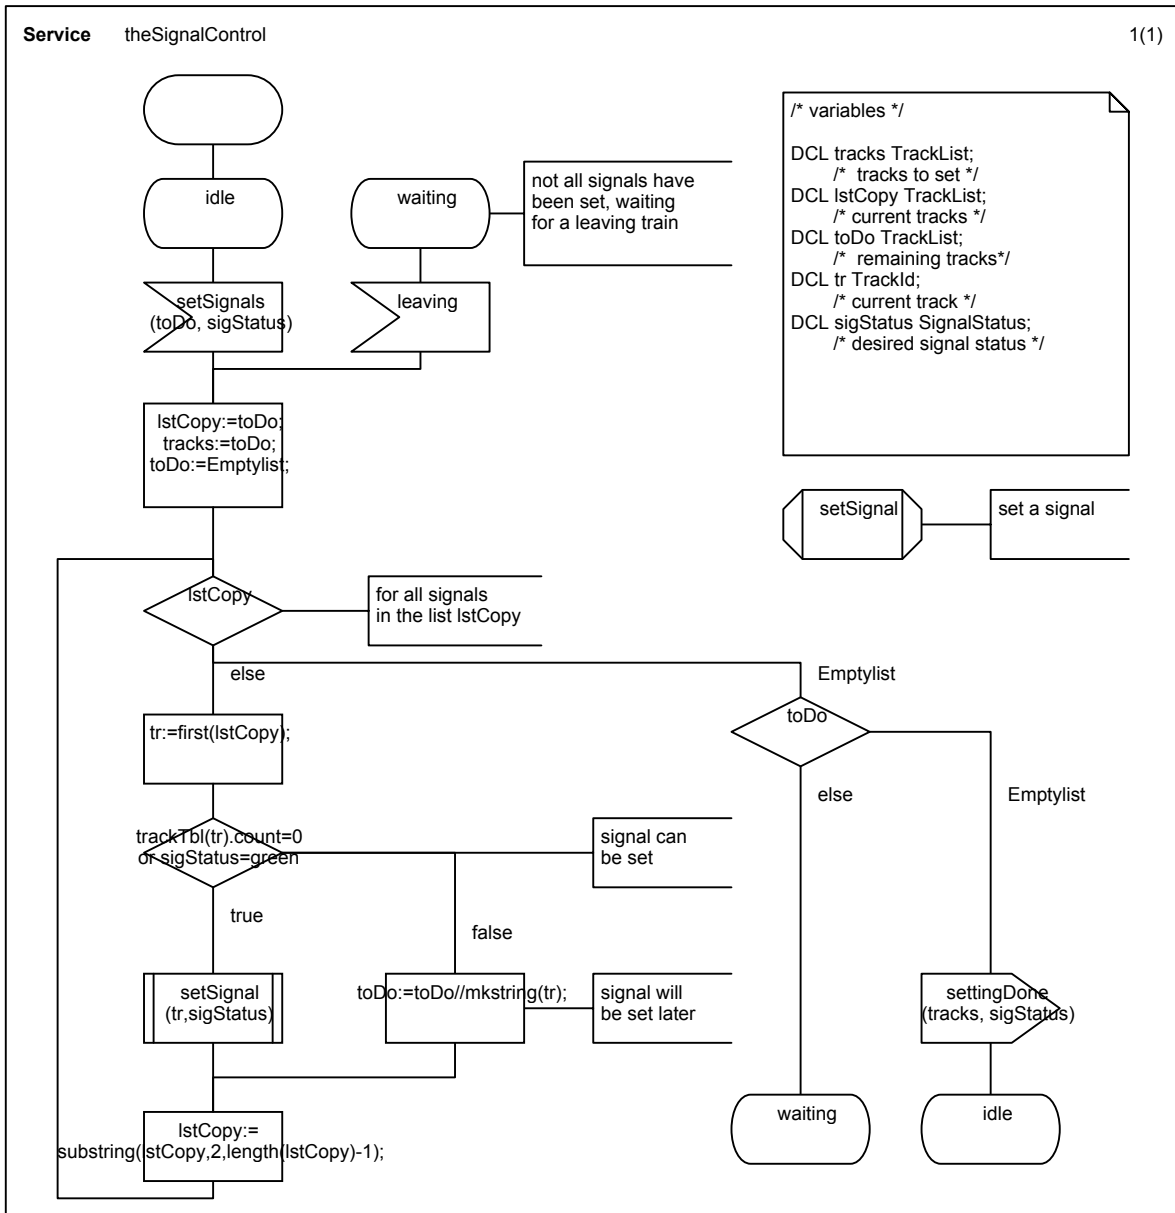 Service theSignalControl 1(1)
/* variables */
DCL tracks TrackList;
/* tracks to set */
DCL lstCopy TrackList;
/* current tracks */
DCL toDo TrackList;
/* remaining tracks*/
DCL tr TrackId;
/* current track */
DCL sigStatus SignalStatus;
/* desired signal status */
idle
waiting
not all signals have
been set, waiting
for a leaving train
setSignals
(toDo, sigStatus)
leaving
lstCopy:=toDo;
tracks:=toDo;
toDo:=Emptylist;
setSignal
set a signal
lstCopy
for all signals
in the list lstCopy
else
Emptylist
tr:=first(lstCopy);
toDo
else
Emptylist
trackTbl(tr).count=0
or sigStatus=green
signal can
be set
true
false
setSignal
(tr,sigStatus)
toDo:=toDo//mkstring(tr);
signal will
be set later
settingDone
(tracks, sigStatus)
lstCopy:=
substring(lstCopy,2,length(lstCopy)-1);
waiting
idle